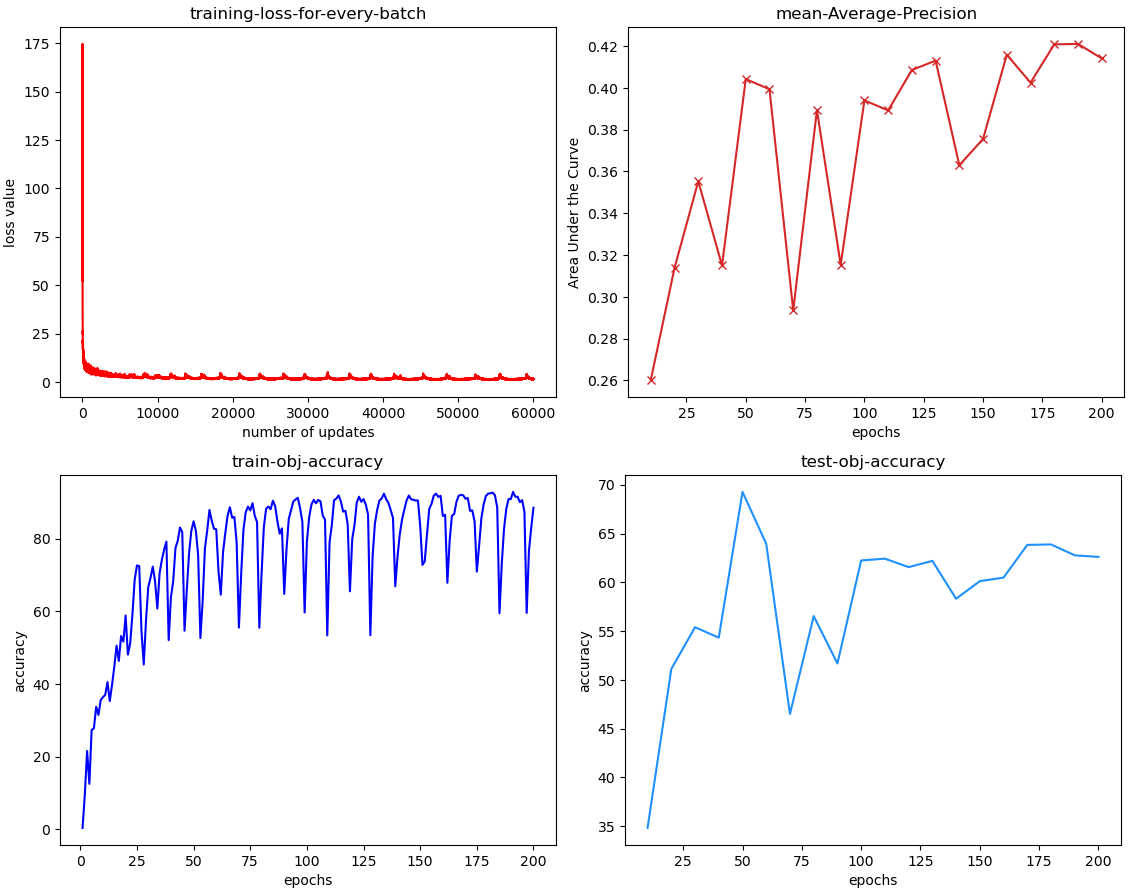 training-loss-for-every-batch
175
150
125
100
75
50
25
0
loss value
0 10000 20000 30000 40000 50000 60000
number of updates
mean-Average-Precision
0.42
0.40
0.38
0.36
0.34
0.32
0.30
0.28
0.26
Area Under the Curve
25 50 75 100 125 150 175 200
epochs
train-obj-accuracy
80
60
40
20
0
accuracy
0 25 50 75 100 125 150 175 200
epochs
test-obj-accuracy
70
65
60
55
50
45
40
35
accuracy
25 50 75 100 125 150 175 200
epochs